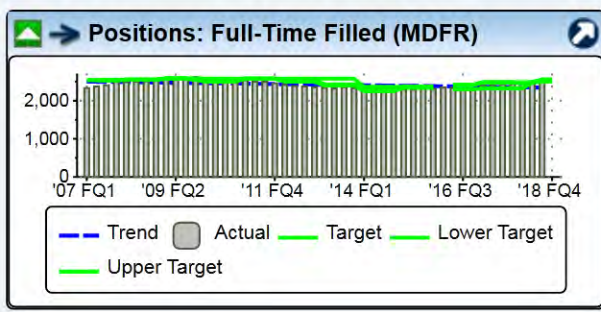 Positions: Full-Time Filled (MDFR)
2,000
1,000
0
'07 FQ1 '09 FQ2 '11 FQ4 '14 FQ1 '16 FQ3 '18 FQ4
Trend Actual Target Lower Target
Upper Target